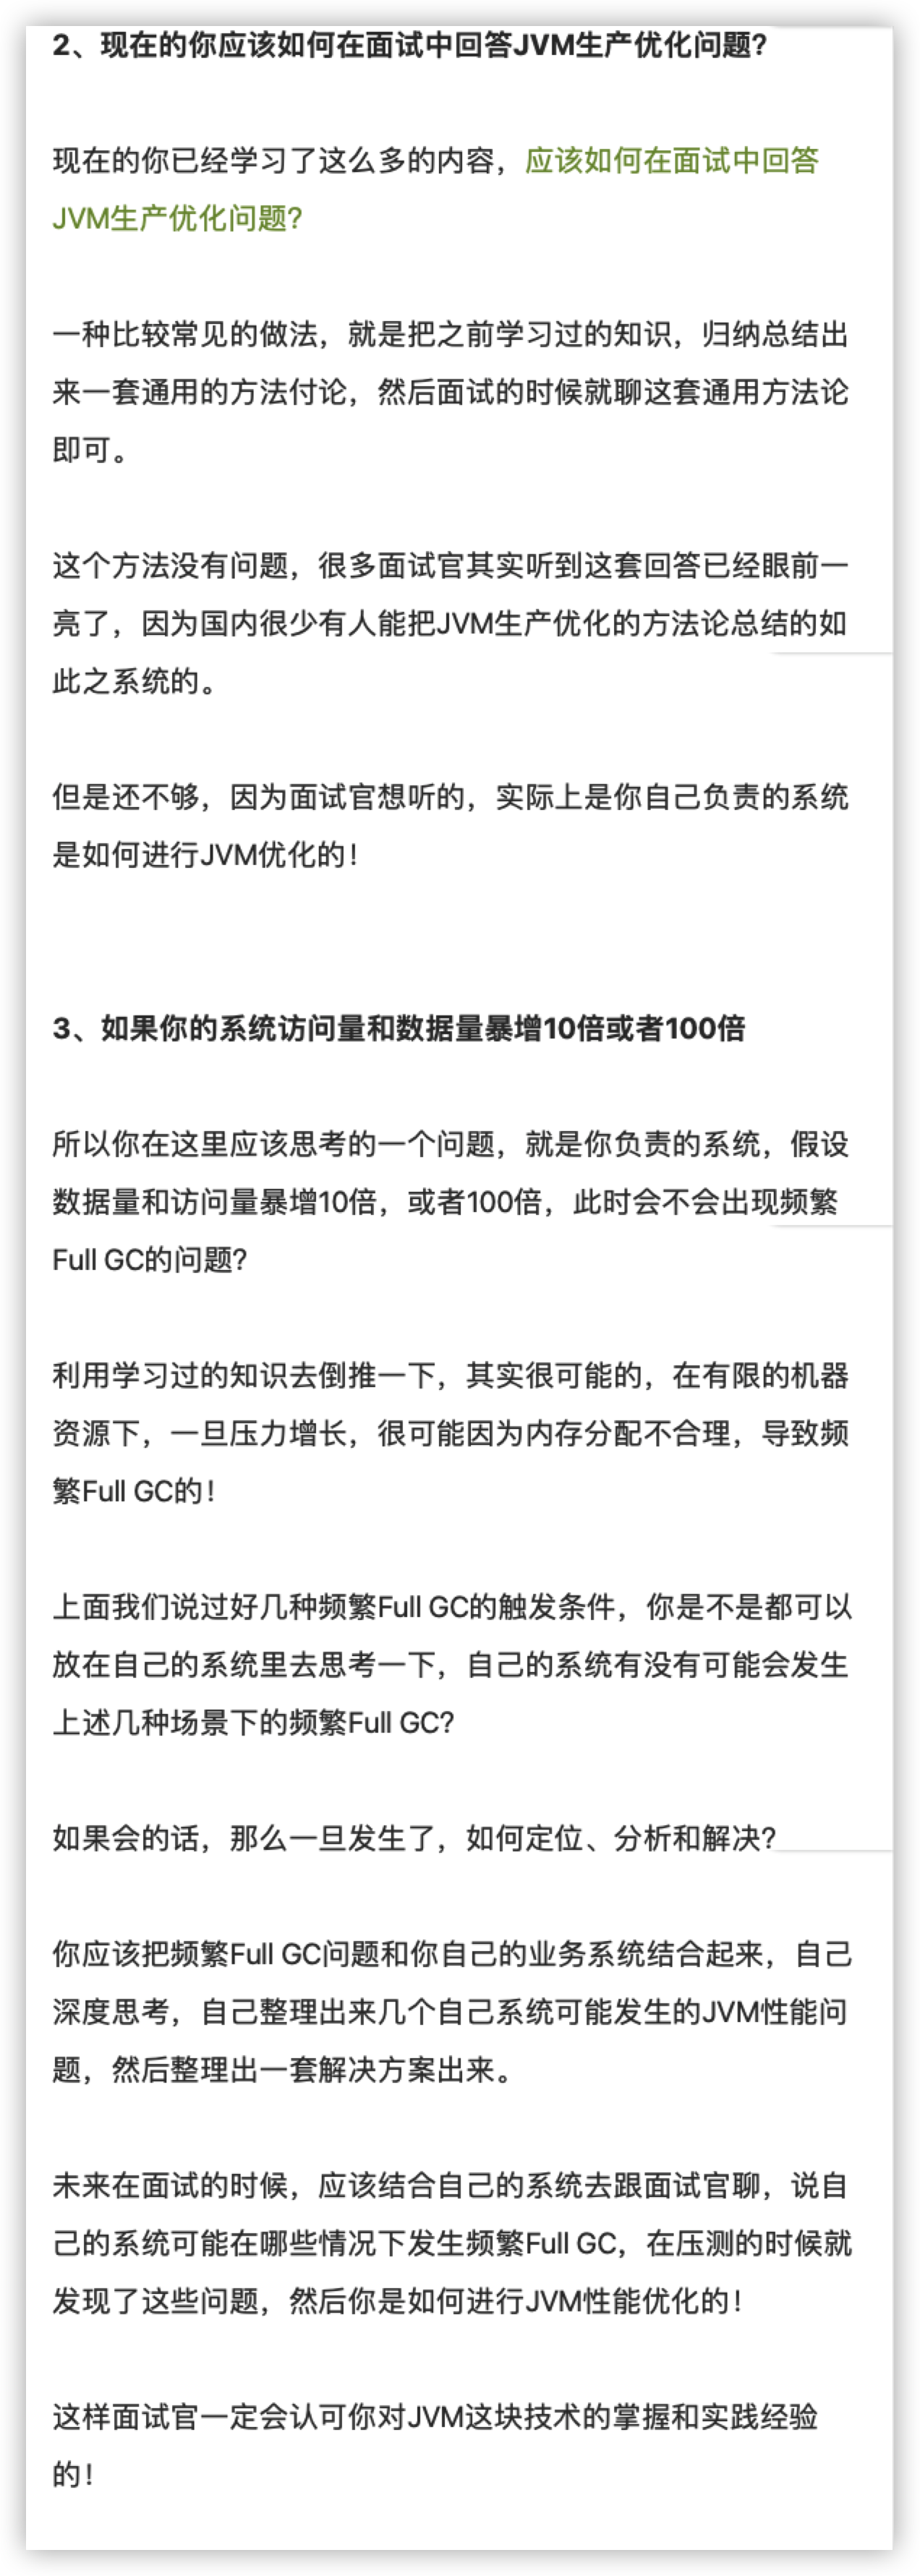 2、现在的你应该如何在面试中回答JVM生产优化问题?
现在的你已经学习了这么多的内容，应该如何在面试中回答
JVM生产优化问题?
一种比较常见的做法，就是把之前学习过的知识，归纳总结出
来一套通用的方法付论，然后面试的时候就聊这套通用方法论
即可。
这个方法没有问题，很多面试官其实听到这套回答已经眼前一
亮了，因为国内很少有人能把JVM生产优化的方法论总结的如
此之系统的。
但是还不够，因为面试官想听的，实际上是你自己负责的系统
是如何进行JVM优化的！
3、如果你的系统访问量和数据量暴增10倍或者100倍
所以你在这里应该思考的一个问题，就是你负责的系统，假设
数据量和访问量暴增10倍，或者100倍，此时会不会出现频繁
Full GC的问题?
利用学习过的知识去倒推一下，其实很可能的，在有限的机器
资源下，一旦压力增长，很可能因为内存分配不合理，导致频
繁Full GC的！
上面我们说过好几种频繁Full GC的触发条件，你是不是都可以
放在自己的系统里去思考一下，自己的系统有没有可能会发生
上述几种场景下的频繁Full GC?
如果会的话，那么一旦发生了，如何定位、分析和解决?
你应该把频繁Full GC问题和你自己的业务系统结合起来，自己
深度思考，自己整理出来几个自己系统可能发生的JVM性能问
题，然后整理出一套解决方案出来。
未来在面试的时候，应该结合自己的系统去跟面试官聊，说自
己的系统可能在哪些情况下发生频繁Full GC，在压测的时候就
发现了这些问题，然后你是如何进行JVM性能优化的！
这样面试官一定会认可你对JVM这块技术的掌握和实践经验
的！